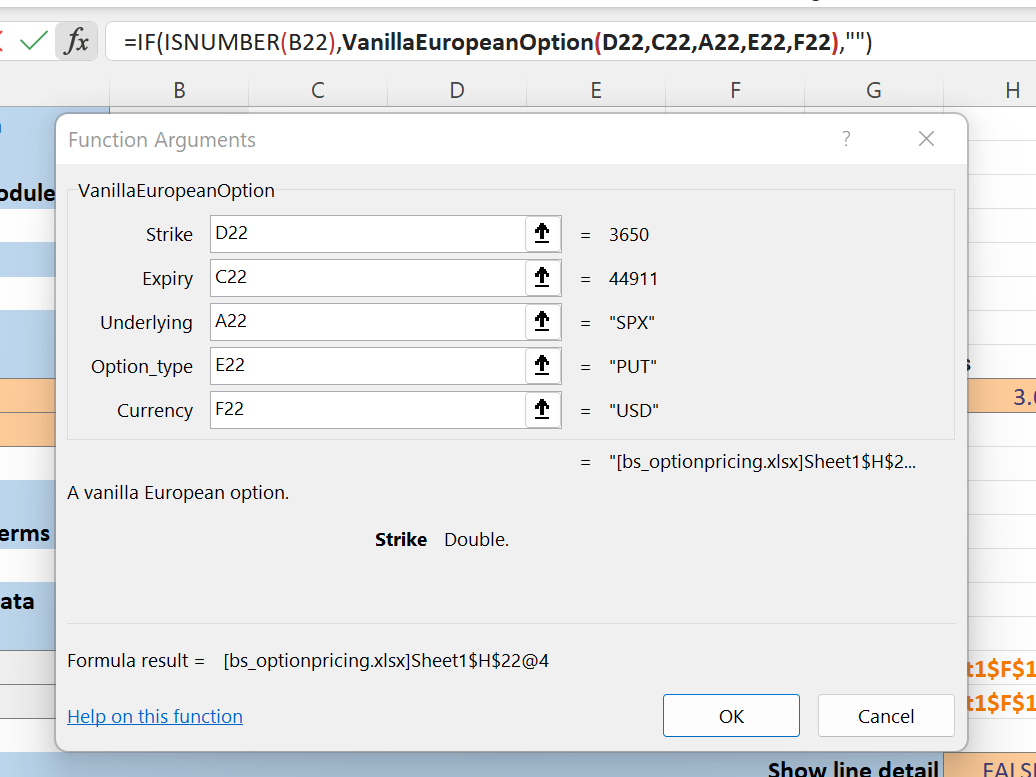 fx =IF(ISNUMBER(B22),VanillaEuropeanOption(D22,C22,A22,E22,F22),"")
B C D E F G H
Function Arguments ?
odule
VanillaEuropeanOption
Strike D22 = 3650
Expiry C22 = 44911
Underlying A22 = "SPX"
Option_type E22 = "PUT"
Currency F22 = "USD"
3.0
= "[bs_optionpricing.xlsx]Sheet1$H$2...
A vanilla European option.
erms
Strike Double.
ata
Formula result = [bs_optionpricing.xlsx]Sheet1$H$22@4
t1$F$1
t1$F$1
Help on this function OK Cancel
Show line detail FALS